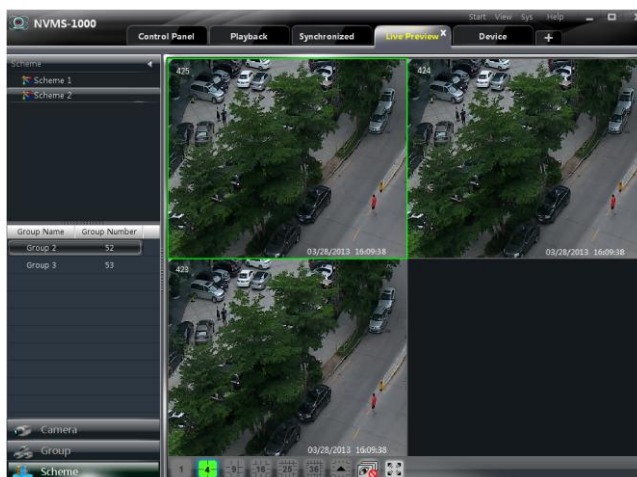 NVMS-1000
Start View Sys Help
Control Panel Playback Synchronized Live Preview X Device +
Scheme
Scheme 1
Scheme 2
425
424
03/28/2013 16:09:38
03/28/2013 16:09:38
Group Name Group Number
Group 2 52
Group 3 53
423
03/28/2013 16:09:38
Camera
Group
Scheme
1 4 9 16 25 36